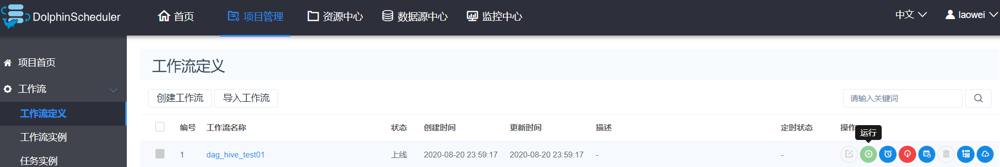 DolphinScheduler 首页 项目管理 资源中心 数据源中心 监控中心 中文 laowei
项目首页
工作流
工作流定义
工作流实例
任务实例
工作流定义
创建工作流 导入工作流 请输入关键词
编号 工作流名称 状态 创建时间 更新时间 描述 定时状态 操作
运行
1 dag_hive_test01 上线 2020-08-20 23:59:17 2020-08-20 23:59:17 - -